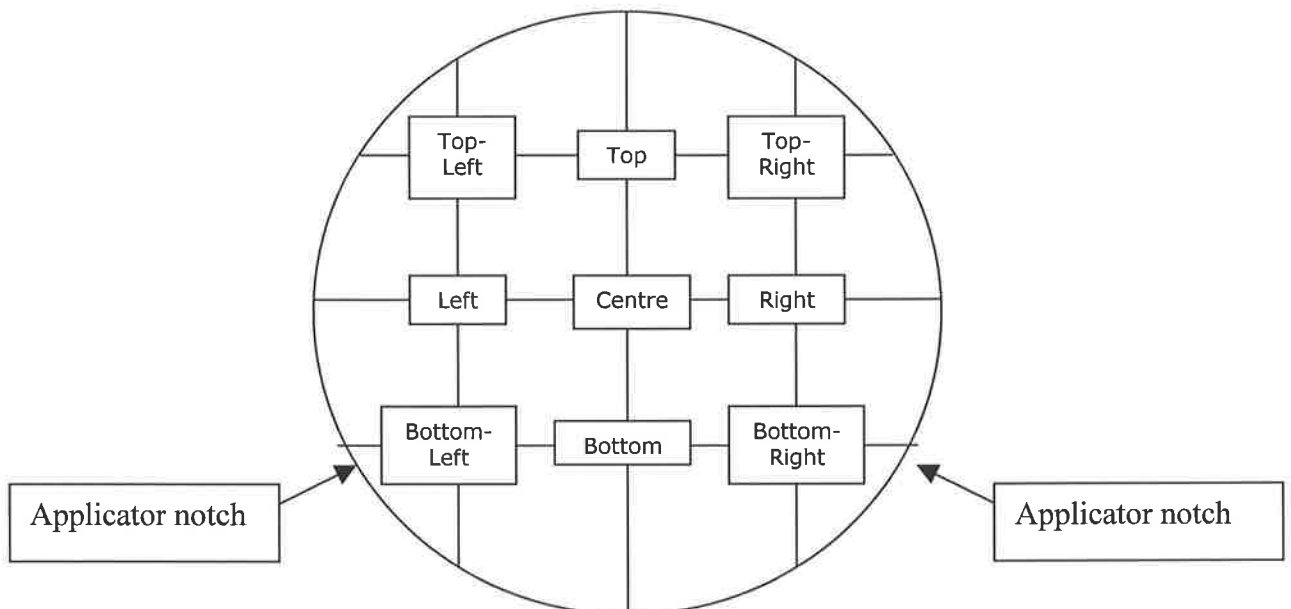 Top-
Left
Top
Top-
Right
Left
Centre
Right
Bottom-
Left
Bottom
Bottom-
Right
Applicator notch
Applicator notch